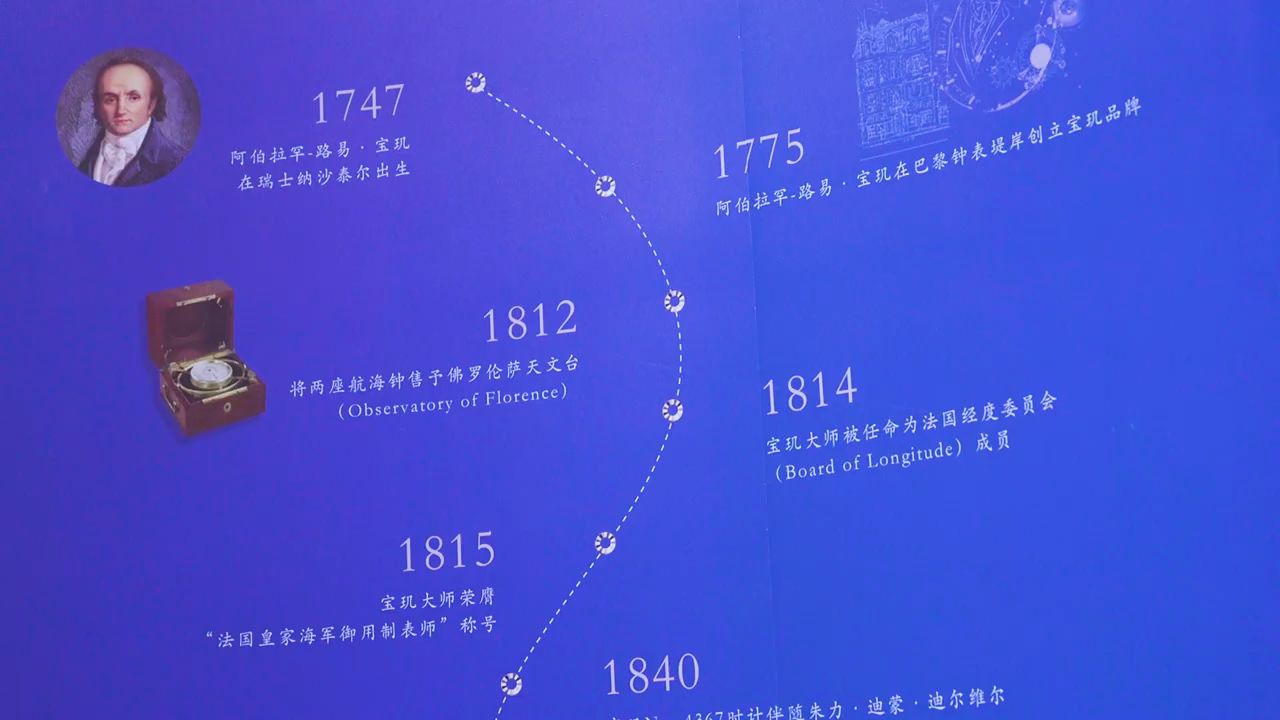 1747
阿伯拉罕-路易·宝玑
在瑞士纳沙泰尔出生
1775
阿伯拉罕-路易·宝玑在巴黎钟表堤岸创立宝玑品牌
1812
将两座航海钟售予佛罗伦萨天文台
(Observatory of Florence)
1814
宝玑大师被任命为法国经度委员会
(Board of Longitude) 成员
1815
宝玑大师荣膺
“法国皇家海军御用制表师” 称号
1840
4367时计伴随朱力·迪蒙·迪尔维尔